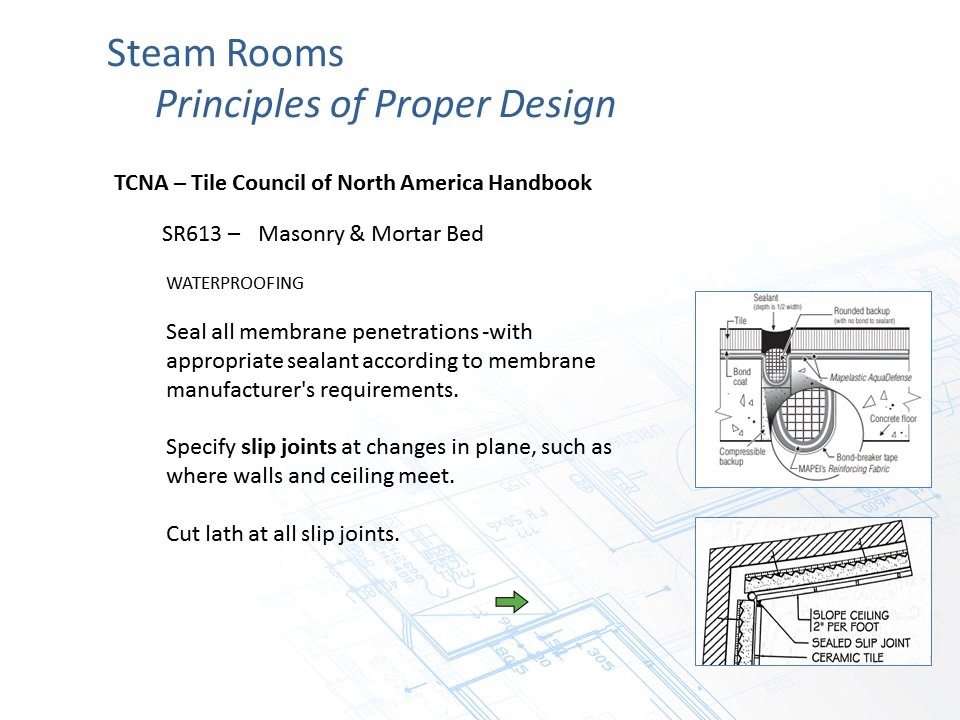 Steam Rooms
Principles of Proper Design
TCNA – Tile Council of North America Handbook
SR613 – Masonry & Mortar Bed
WATERPROOFING
Seal all membrane penetrations -with
appropriate sealant according to membrane
manufacturer's requirements.
Specify slip joints at changes in plane, such as
where walls and ceiling meet.
Cut lath at all slip joints.
Sealant
(depth is 1/2 width)
Rounded backup
(with no bond to sealant)
Tile
Bond
coat
Mapelastic AquaDefense
Concrete floor
Compressible
backup
Bond-breaker tape
MAPEI's Reinforcing Fabric
SLOPE CEILING
2" PER FOOT
SEALED SLIP JOINT
CERAMIC TILE
305